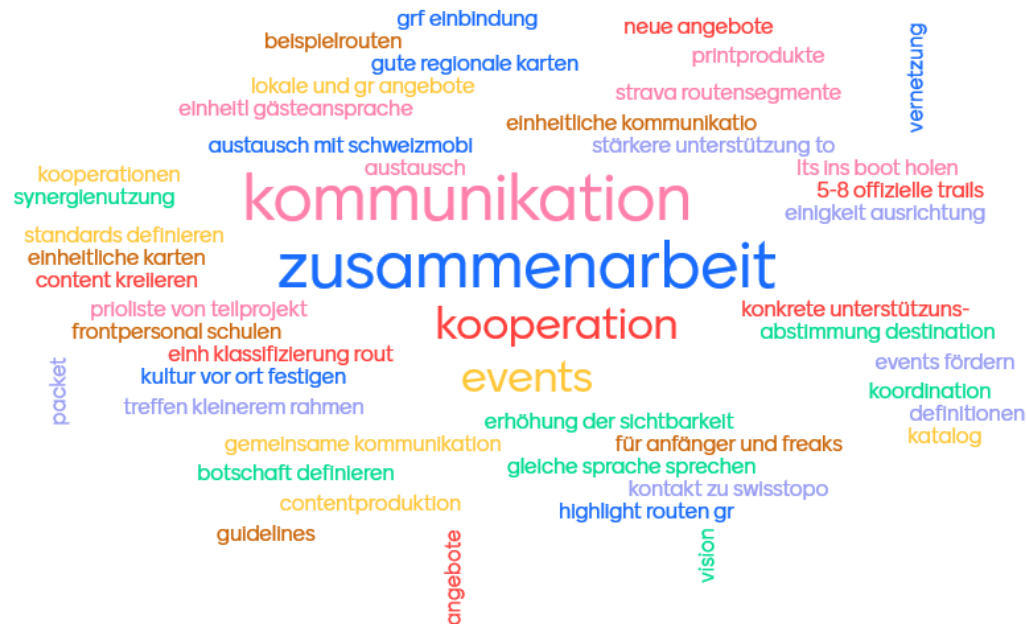 grf einbindung
neue angebote
beispielrouten
printprodukte
vernetzung
gute regionale karten
lokale und gr angebote
strava routensegmente
einheitl gästeansprache
einheitliche kommunikatio
austausch mit schweizmobi
stärkere unterstützung to
kooperationen
austausch
lts ins boot holen
synergienutzung
kommunikation
5-8 offizielle trails
einigkeit ausrichtung
standards definieren
einheitliche karten
zusammenarbeit
content kreiieren
prioliste von teilprojekt
kooperation
konkrete unterstützuns-
frontpersonal schulen
abstimmung destination
einh klassifizierung rout
events fördern
packet
kultur vor ort festigen
events
koordination
treffen kleinerem rahmen
definitionen
erhöhung der sichtbarkeit
gemeinsame kommunikation
für anfänger und freaks
katalog
botschaft definieren
gleiche sprache sprechen
kontakt zu swisstopo
contentproduktion
highlight routen gr
guidelines
angebote
vision